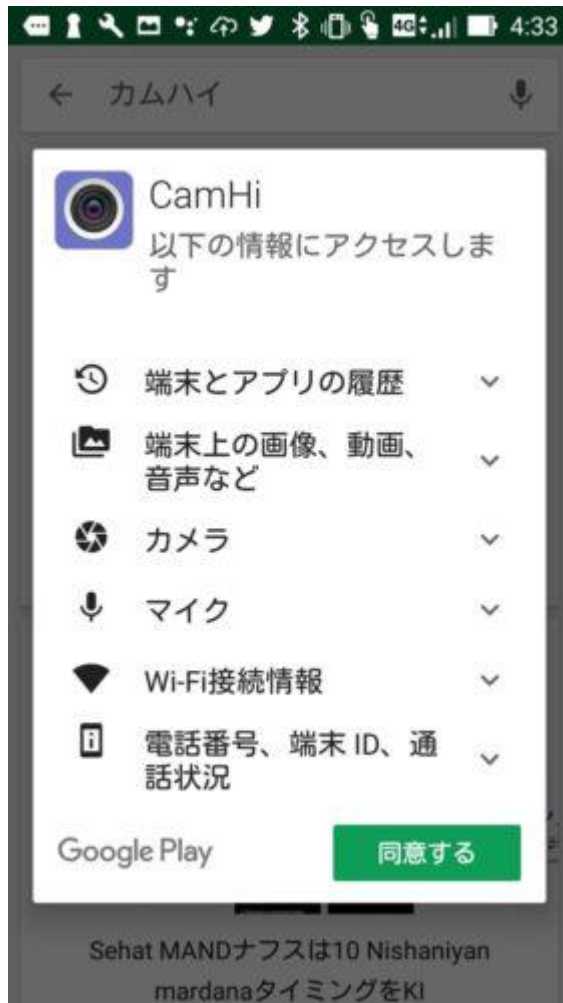 4G 4:33
カムハイ
CamHi
以下の情報にアクセスしま
す
端末とアプリの履歴
端末上の画像、動画、
音声など
カメラ
マイク
Wi-Fi接続情報
電話番号、端末 ID、通
話状況
Google Play
同意する
Sehat MANDナフスは10 Nishaniyan
mardanaタイミングをKI